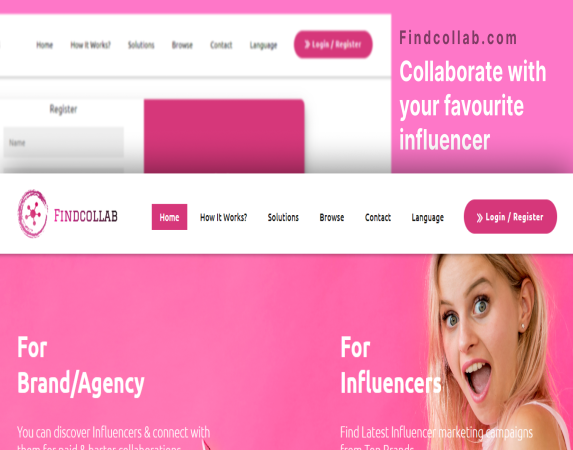 Home How It Works? Solutions Browse Contact Language » Login / Register
Register
Name
Findcollab.com
Collaborate with
your favourite
influencer
FINDCOLLAB
Home How It Works? Solutions Browse Contact Language » Login / Register
For
Brand/Agency
You can discover Influencers & connect with
them for paid & barter collaborations
For
Influencers
Find Latest Influencer marketing campaigns
from Top Brands